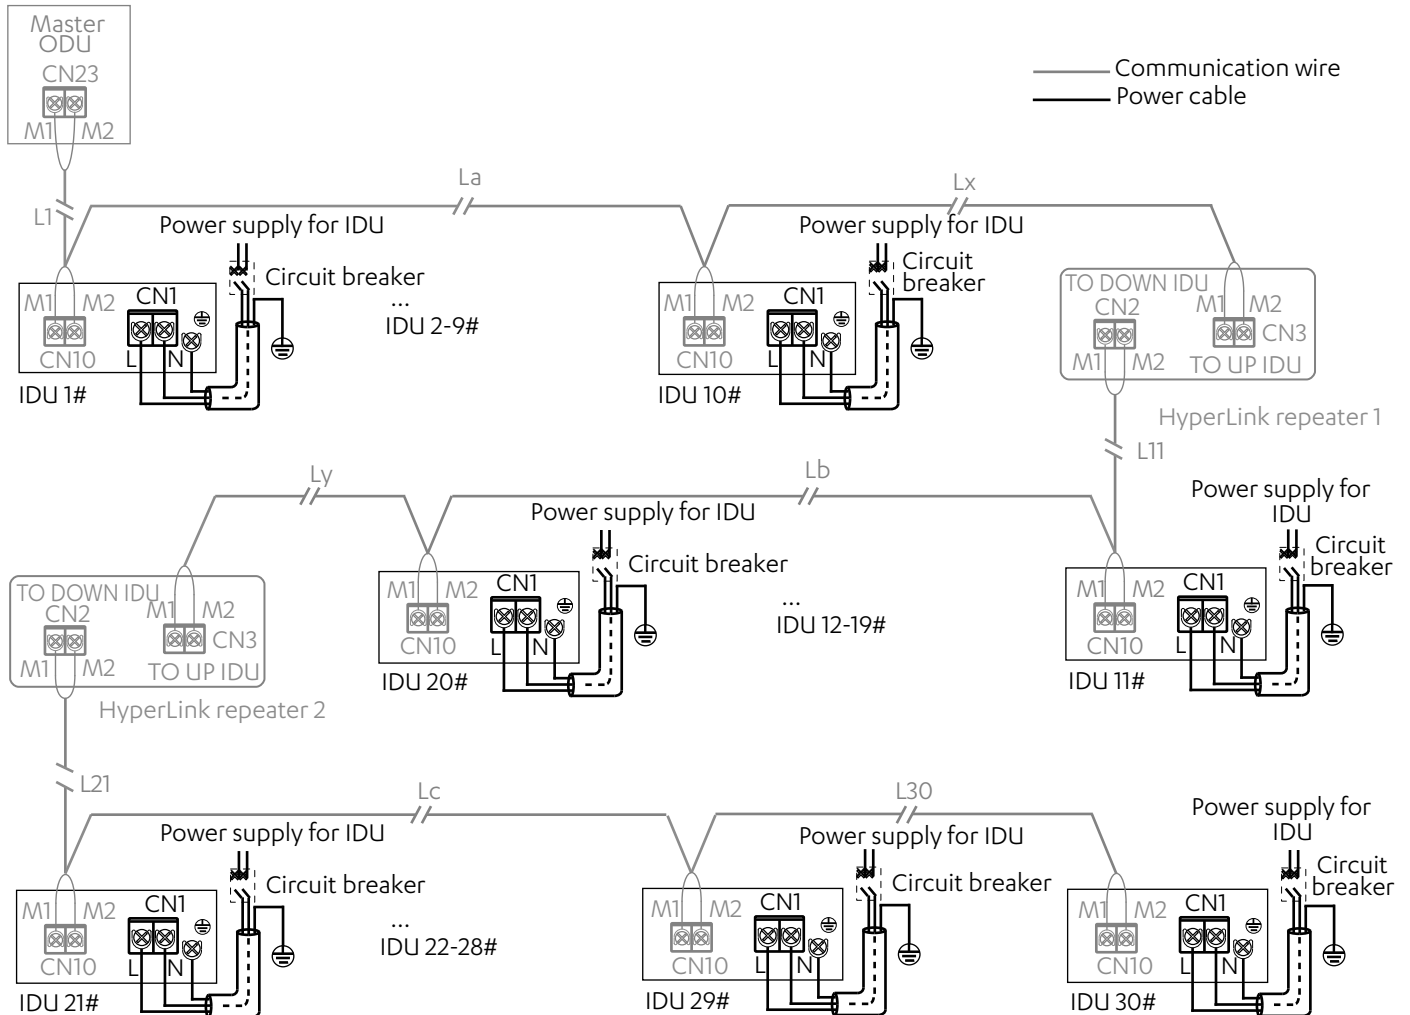 Master
ODU
CN23
M1 M2
Communication wire
Power cable
L1
La
Lx
Power supply for IDU
Circuit breaker
M1 M2
CN1
CN10
L N
IDU 1#
...
IDU 2-9#
Power supply for IDU
Circuit
breaker
M1 M2
CN1
CN10
L N
IDU 10#
TO DOWN IDU
CN2
M1 M2
M1 M2
CN3
TO UP IDU
HyperLink repeater 1
L11
Ly
Lb
Power supply for
IDU
Circuit
breaker
M1 M2
CN1
CN10
L N
IDU 11#
...
IDU 12-19#
Power supply for IDU
Circuit breaker
M1 M2
CN1
CN10
L N
IDU 20#
TO DOWN IDU
CN2
M1 M2
M1 M2
CN3
TO UP IDU
HyperLink repeater 2
L21
Lc
L30
Power supply for IDU
Circuit breaker
M1 M2
CN1
CN10
L N
IDU 21#
...
IDU 22-28#
Power supply for IDU
Circuit breaker
M1 M2
CN1
CN10
L N
IDU 29#
Power supply for
IDU
Circuit
breaker
M1 M2
CN1
CN10
L N
IDU 30#